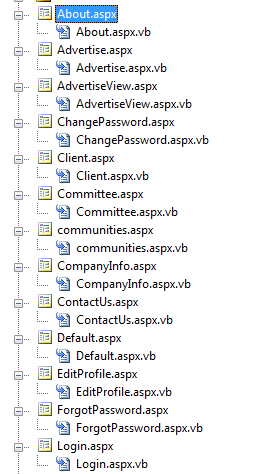 About.aspx
About.aspx.vb
Advertise.aspx
Advertise.aspx.vb
AdvertiseView.aspx
AdvertiseView.aspx.vb
ChangePassword.aspx
ChangePassword.aspx.vb
Client.aspx
Client.aspx.vb
Committee.aspx
Committee.aspx.vb
communities.aspx
communities.aspx.vb
CompanyInfo.aspx
CompanyInfo.aspx.vb
ContactUs.aspx
ContactUs.aspx.vb
Default.aspx
Default.aspx.vb
EditProfile.aspx
EditProfile.aspx.vb
ForgotPassword.aspx
ForgotPassword.aspx.vb
Login.aspx
Login.aspx.vb